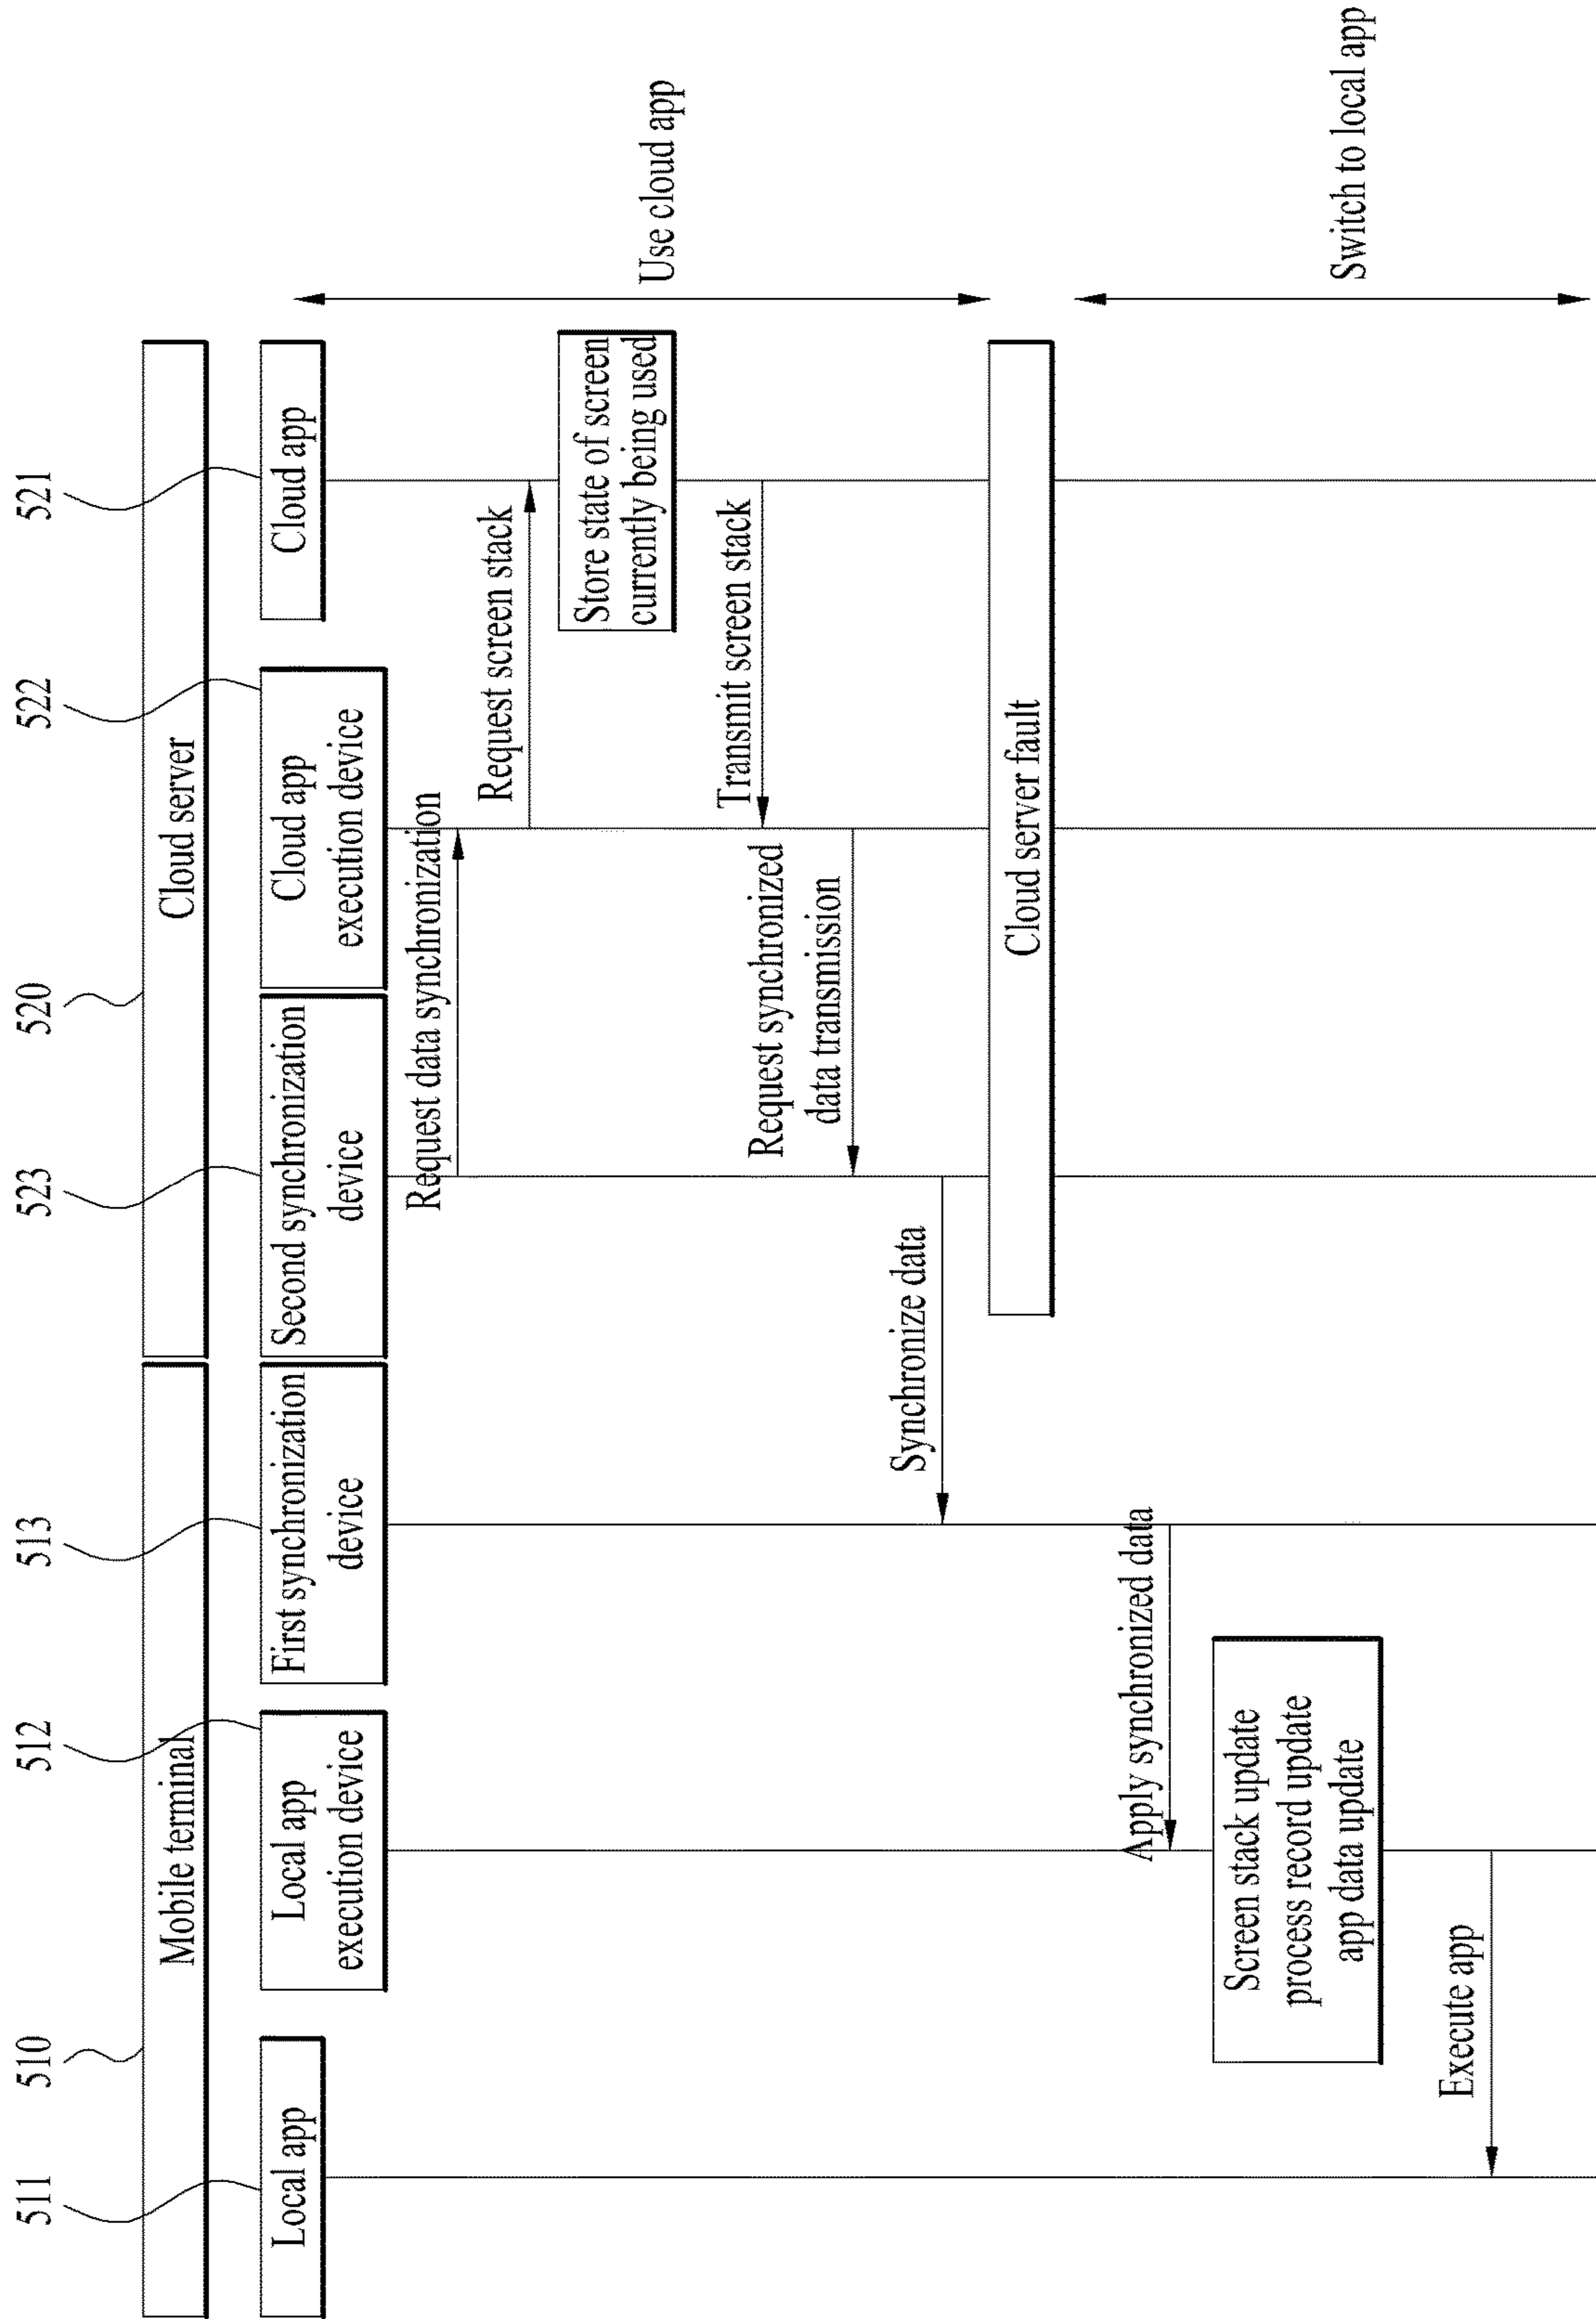 511
510
512
513
523
520
522
521
Mobile terminal
Cloud server
Local app
Local app
execution device
First synchronization
device
Second synchronization
device
Cloud app
execution device
Cloud app
Request data synchronization
Request screen stack
Store state of screen
currently being used
Use cloud app
Transmit screen stack
Request synchronized
data transmission
Synchronize data
Cloud server fault
Apply synchronized data
Screen stack update
process record update
app data update
Switch to local app
Execute app